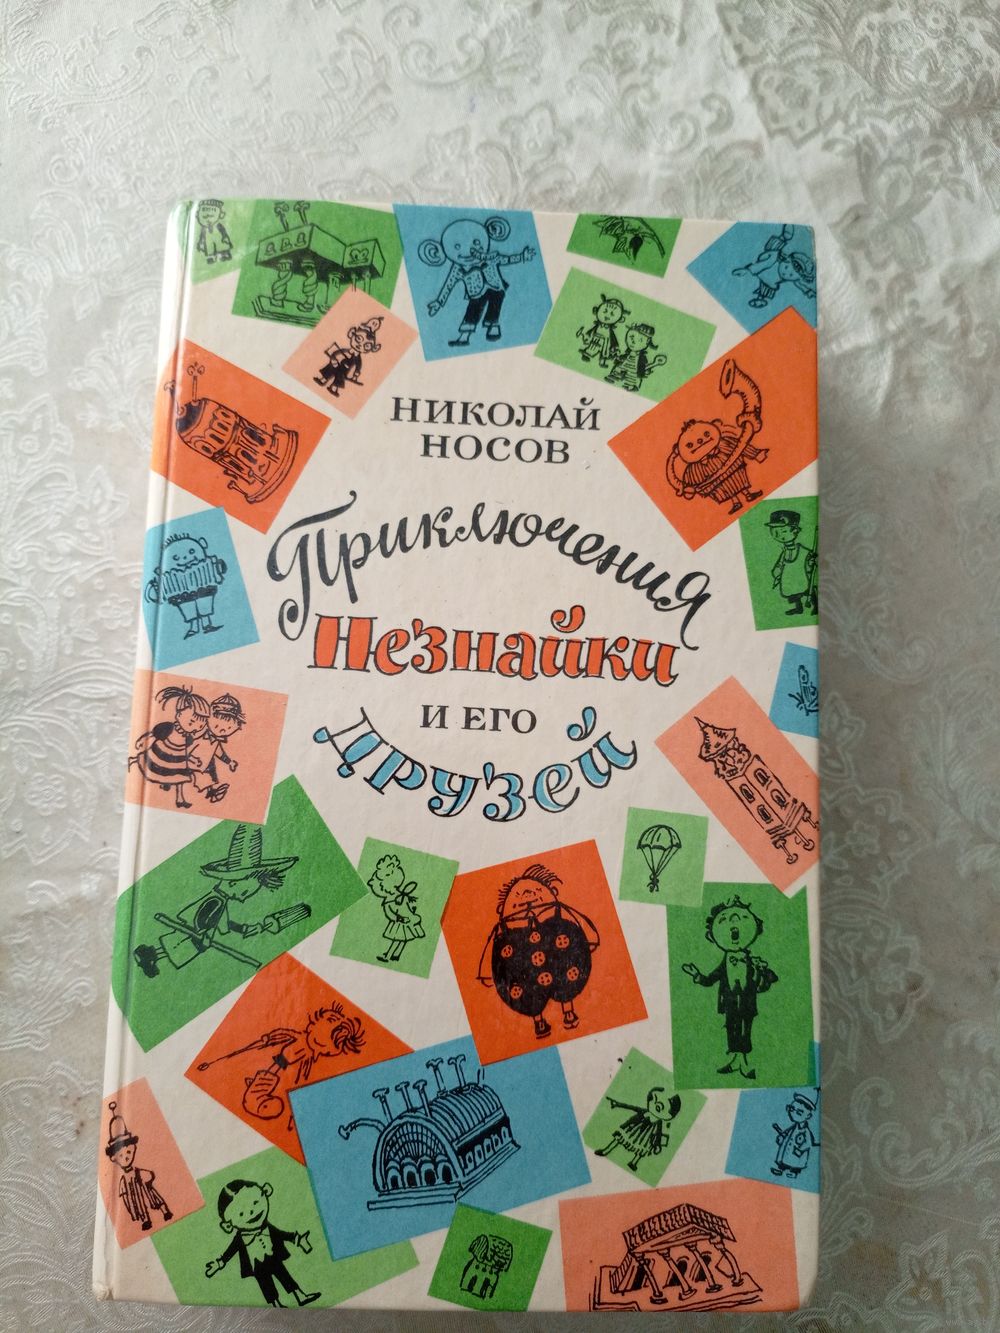 НИКОЛАЙ
НОСОВ
Приключения
Незнайки
И ЕГО
Друзей